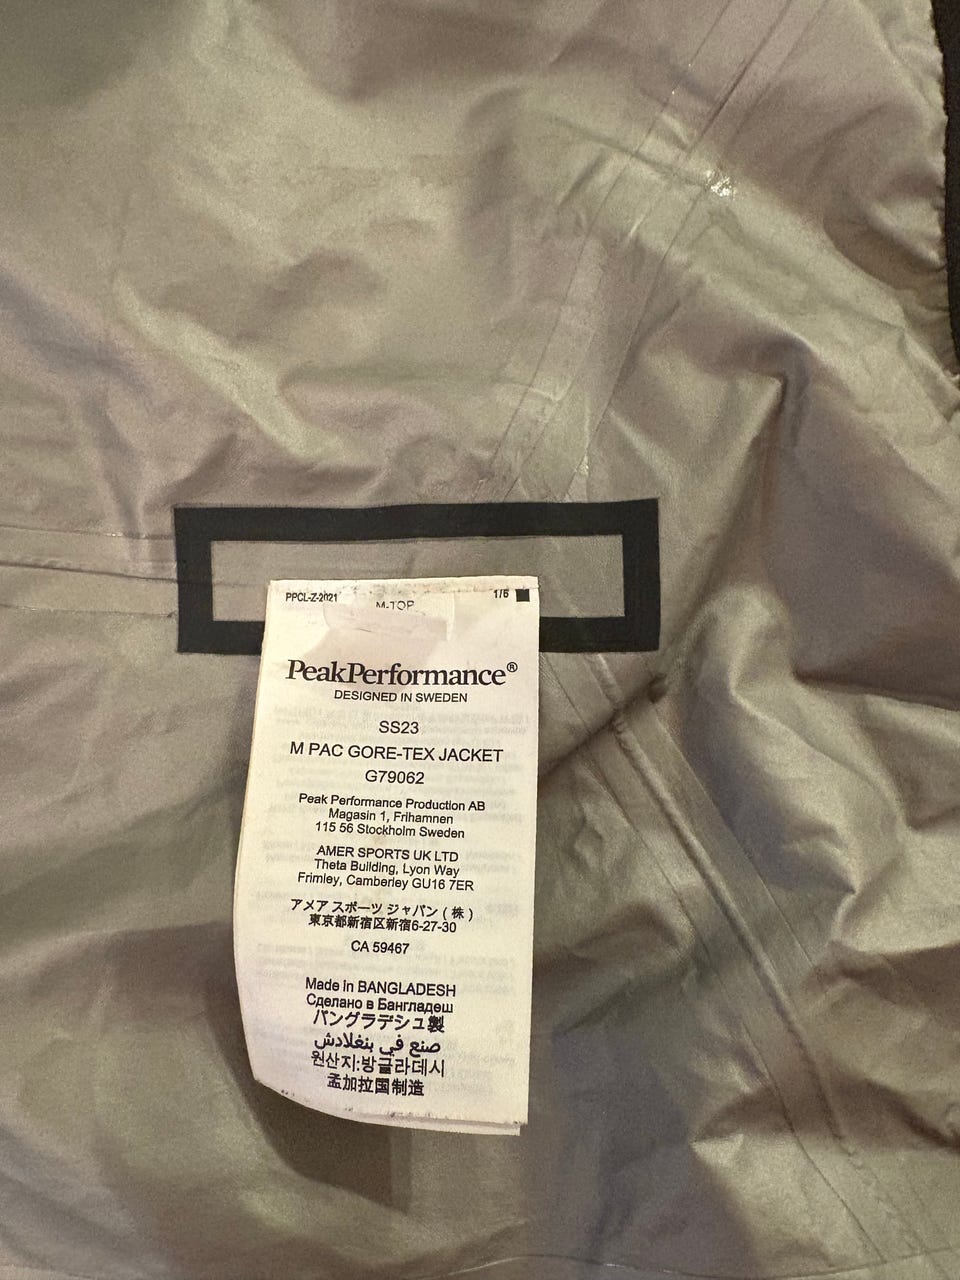 PPCL-Z-2021
M-TOP
1/6
PeakPerformance®
DESIGNED IN SWEDEN
SS23
M PAC GORE-TEX JACKET
G79062
Peak Performance Production AB
Magasin 1, Frihamnen
115 56 Stockholm Sweden
AMER SPORTS UK LTD
Theta Building, Lyon Way
Frimley, Camberley GU16 7ER
アメア スポーツ ジャパン ( 株 )
東京都新宿区新宿6-27-30
CA 59467
Made in BANGLADESH
Сделано в Бангладеш
バングラデシュ製
صنع في بنغلادش
원산지:방글라데시
孟加拉国制造